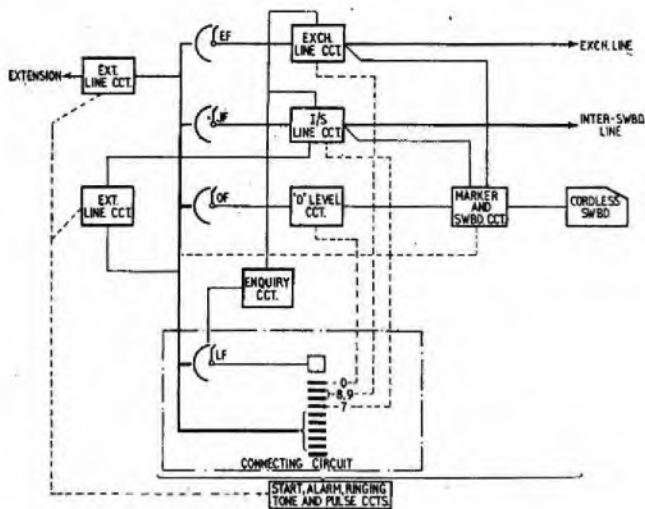 EF
EXCH.
LINE CCT.
EXCH. LINE
EXTENSION
EXT.
LINE CCT.
IF
I/S
LINE CCT.
INTER-SWBD
LINE
EXT.
LINE CCT.
OF
"O" LEVEL
CCT.
MARKER
AND
SWBD CCT.
CORDLESS
SWBD
ENQUIRY
CCT.
LF
0
8,9
7
CONNECTING CIRCUIT
START, ALARM, RINGING
TONE AND PULSE CCTS.